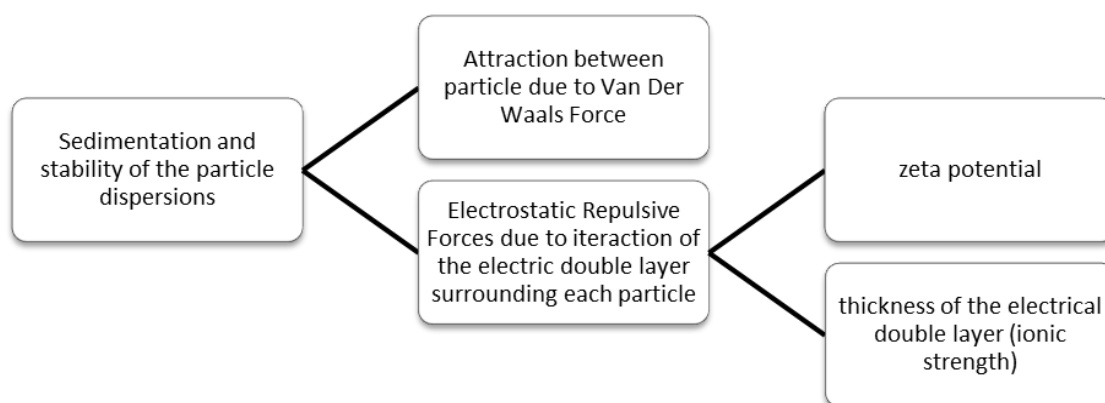 Sedimentation and
stability of the particle
dispersions
Attraction between
particle due to Van Der
Waals Force
Electrostatic Repulsive
Forces due to iteraction of
the electric double layer
surrounding each particle
zeta potential
thickness of the electrical
double layer (ionic
strength)